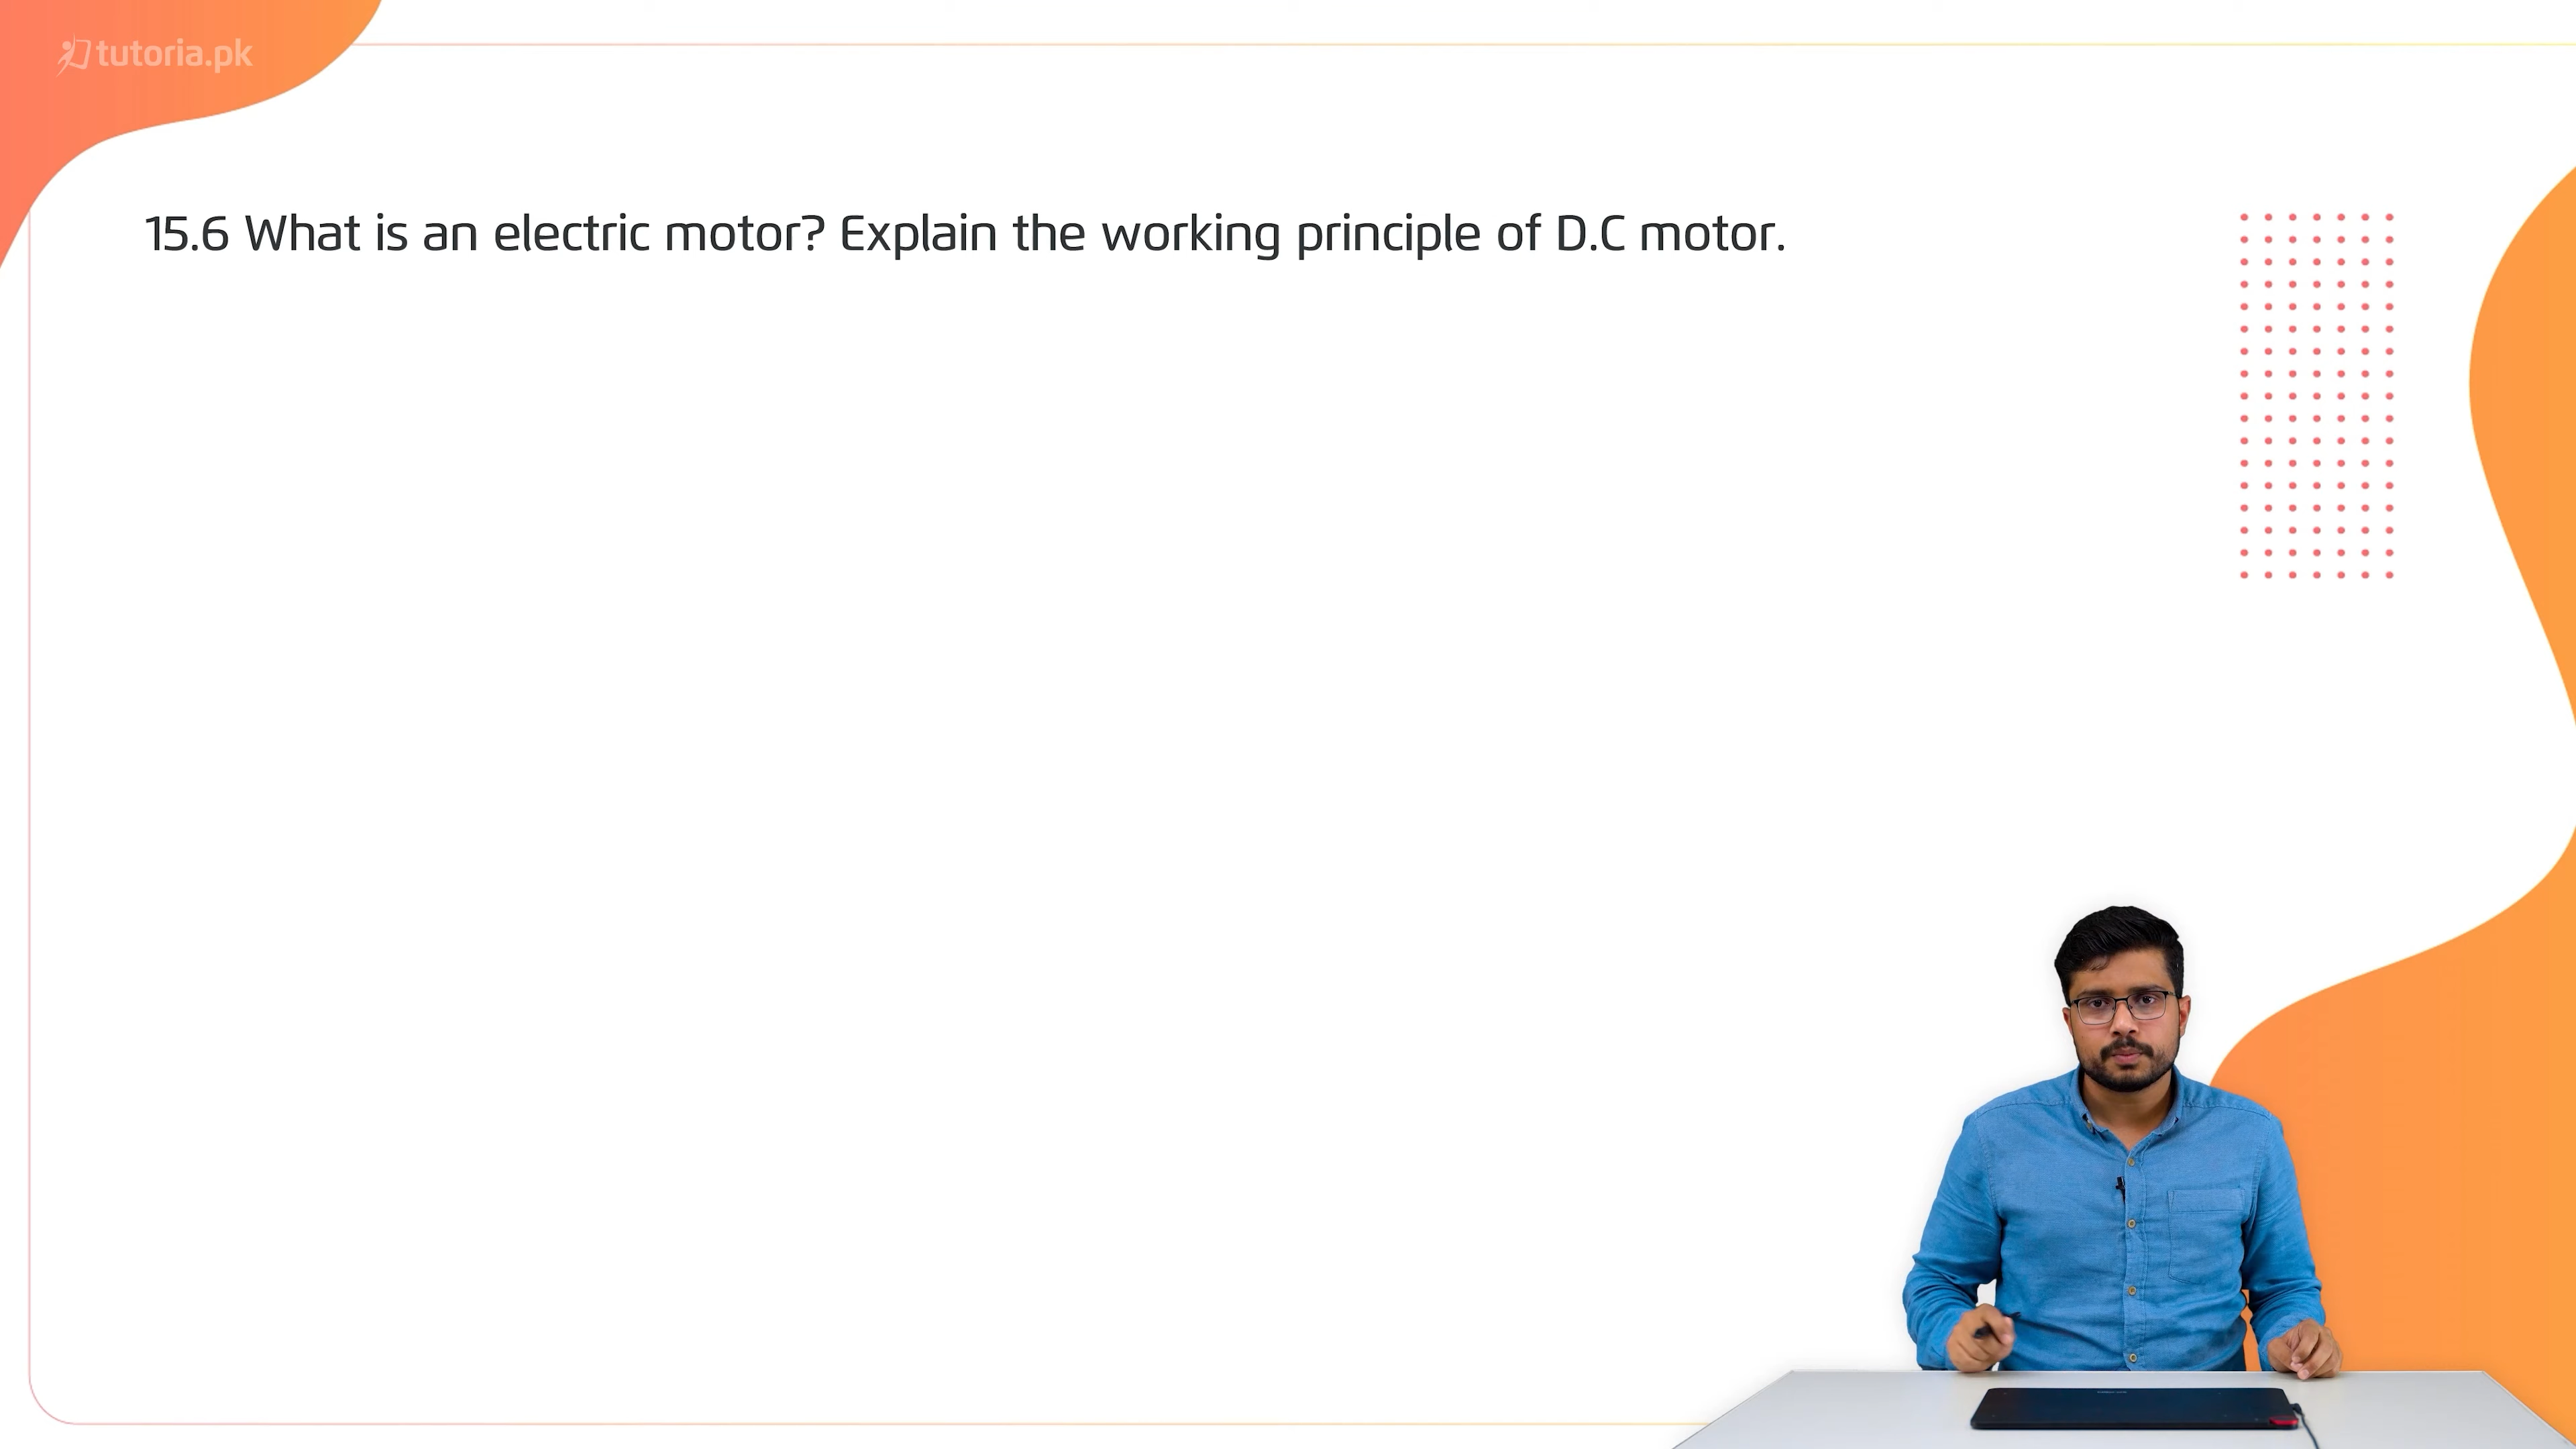 tutoria.pk
15.6 What is an electric motor? Explain the working principle of D.C motor.